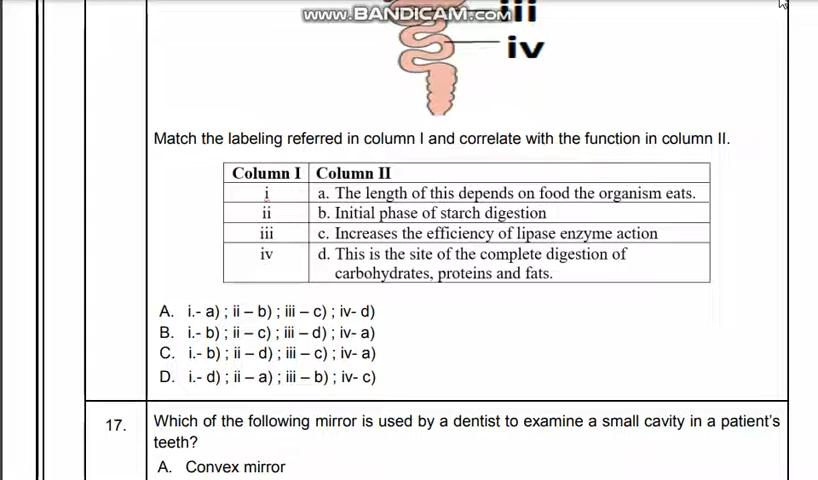 www.BANDICAM.com
iii
iv
Match the labeling referred in column I and correlate with the function in column II.
Column I Column II
i a. The length of this depends on food the organism eats.
ii b. Initial phase of starch digestion
iii c. Increases the efficiency of lipase enzyme action
iv d. This is the site of the complete digestion of
carbohydrates, proteins and fats.
A. i.- a) ; ii – b) ; iii – c) ; iv- d)
B. i.- b) ; ii – c) ; iii – d) ; iv- a)
C. i.- b) ; ii – d) ; iii – c) ; iv- a)
D. i.- d) ; ii – a) ; iii – b) ; iv- c)
17. Which of the following mirror is used by a dentist to examine a small cavity in a patient's
teeth?
A. Convex mirror